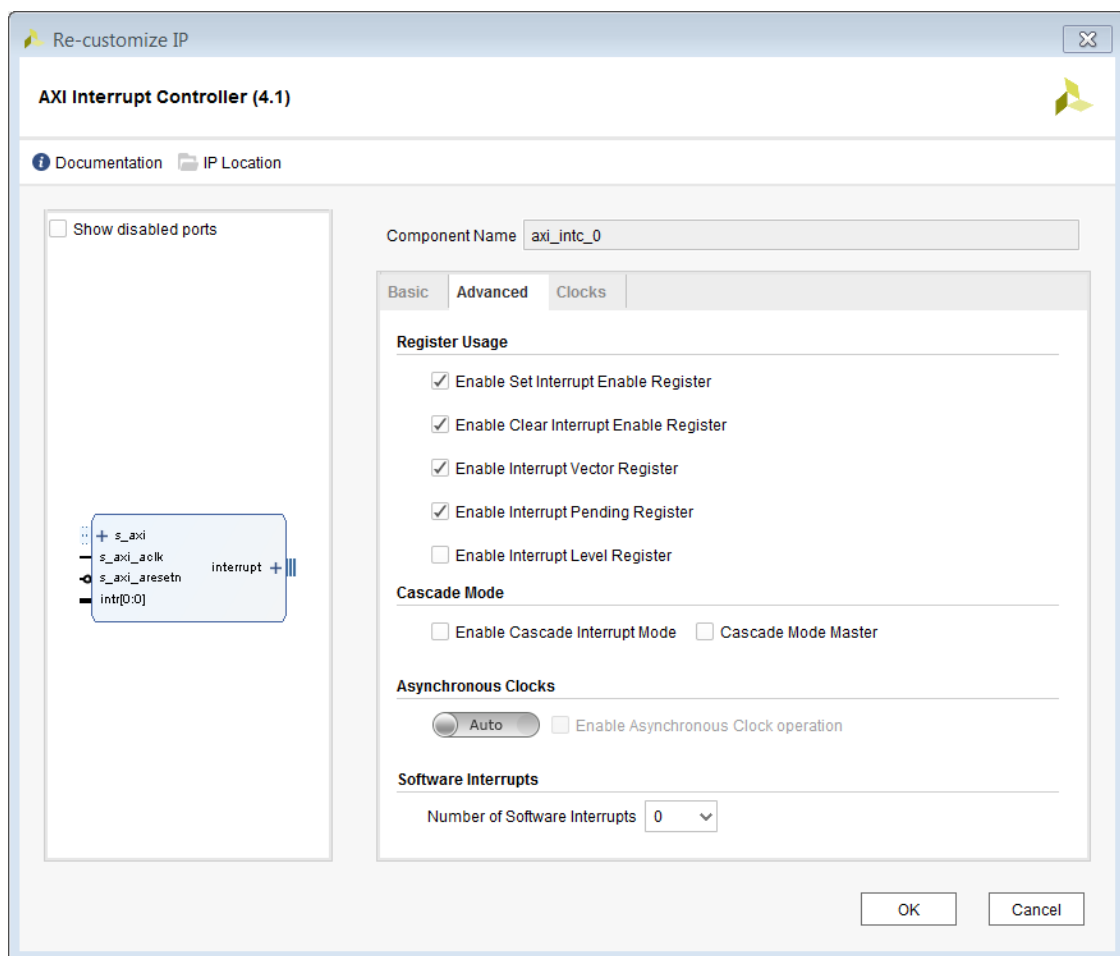 Re-customize IP
AXI Interrupt Controller (4.1)
Documentation IP Location
Show disabled ports
s_axi
s_axi_aclk
s_axi_aresetn
intr[0:0]
interrupt
Component Name axi_intc_0
Basic Advanced Clocks
Register Usage
Enable Set Interrupt Enable Register
Enable Clear Interrupt Enable Register
Enable Interrupt Vector Register
Enable Interrupt Pending Register
Enable Interrupt Level Register
Cascade Mode
Enable Cascade Interrupt Mode Cascade Mode Master
Asynchronous Clocks
Auto Enable Asynchronous Clock operation
Software Interrupts
Number of Software Interrupts 0
OK Cancel